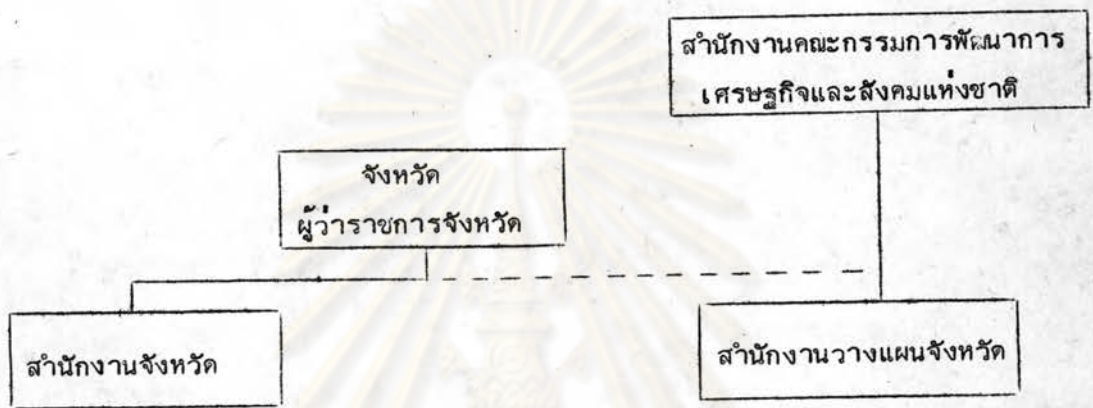 สำนักงานคณะกรรมการพัฒนาการ
เศรษฐกิจและสังคมแห่งชาติ
จังหวัด
ผู้ว่าราชการจังหวัด
สำนักงานจังหวัด
สำนักงานวางแผนจังหวัด